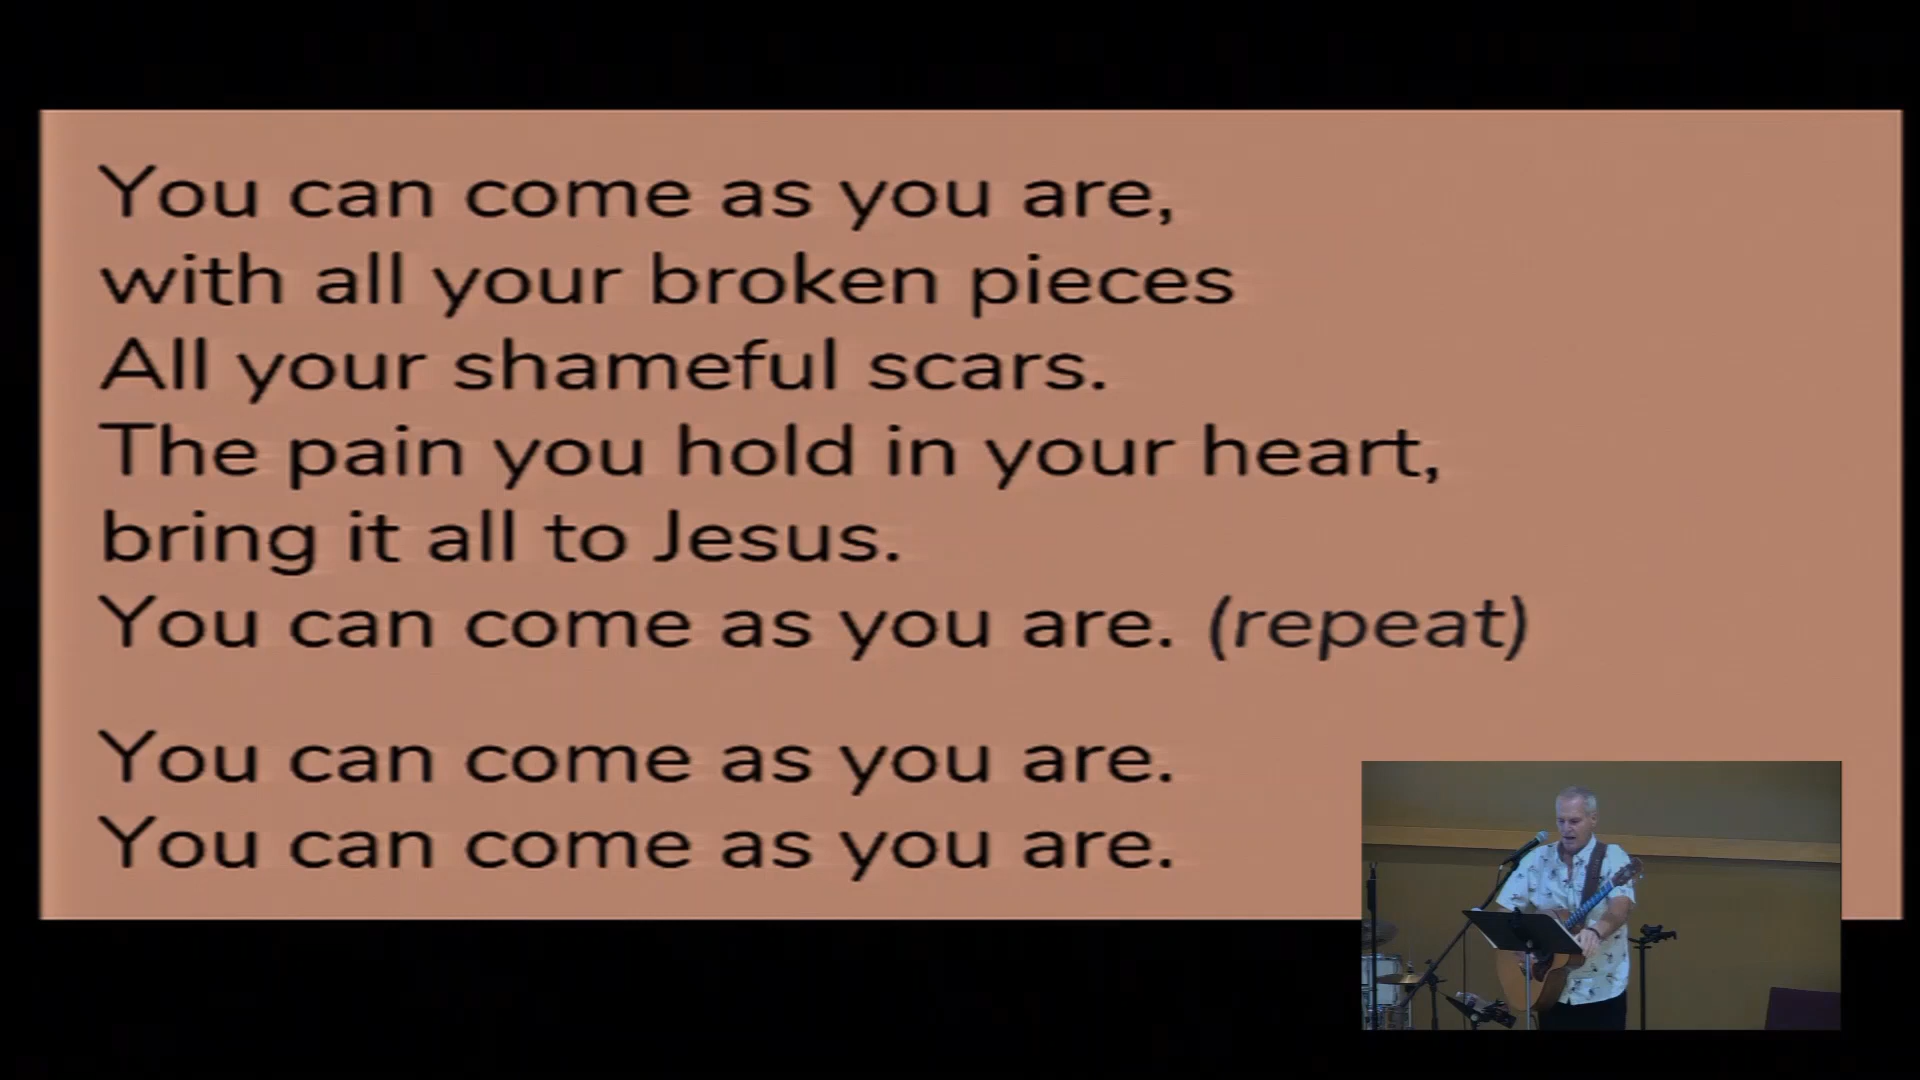 You can come as you are,
with all your broken pieces
All your shameful scars.
The pain you hold in your heart,
bring it all to Jesus.
You can come as you are. (repeat)
You can come as you are.
You can come as you are.